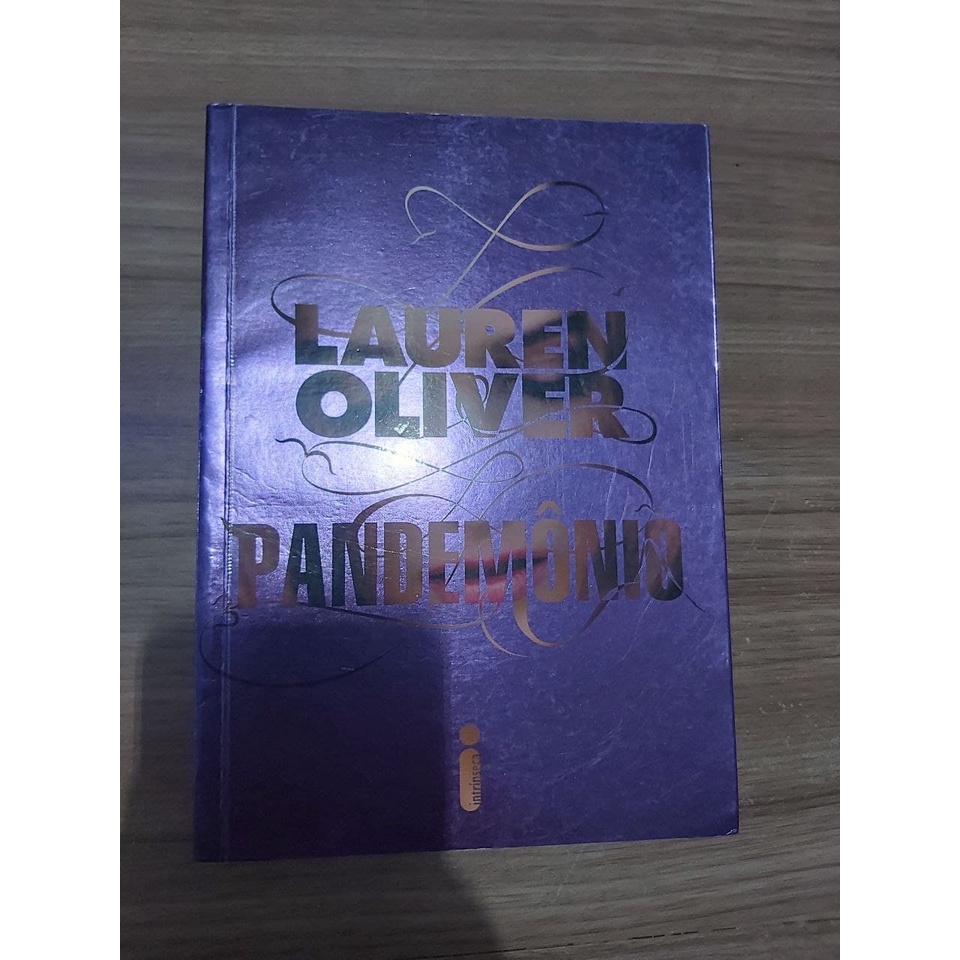 LAUREN
OLIVER
PANDEMÔNIO
intrínseca